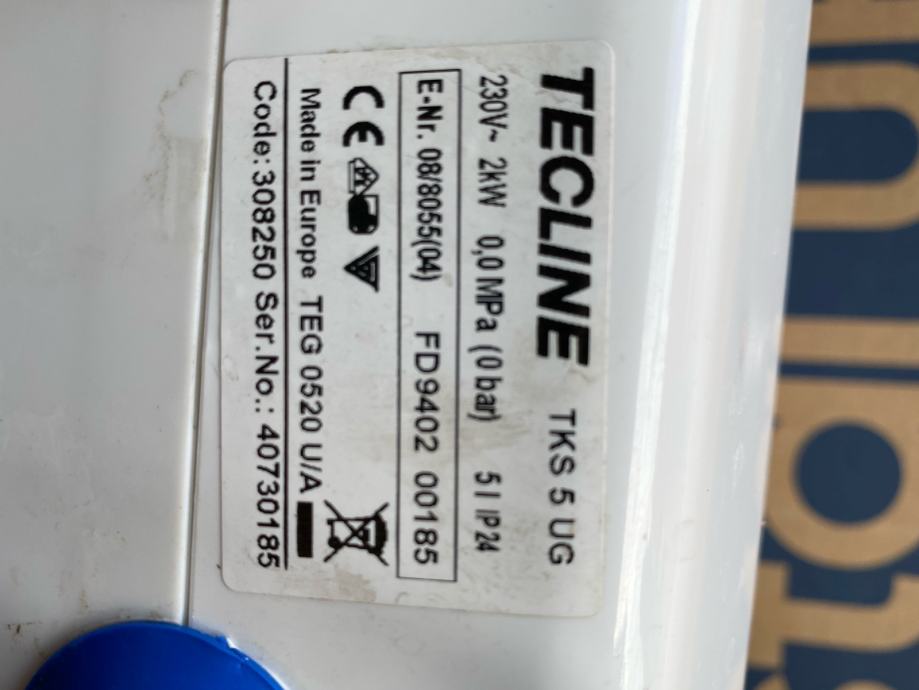 TECLINE TKS 5 UG
230V~ 2kW 0,0 MPa (0 bar) 5 l IP24
E-Nr. 08/8055(04) FD9402 00185
CE
Made in Europe TEG 0520 U/A
Code:308250 Ser.No.: 40730185